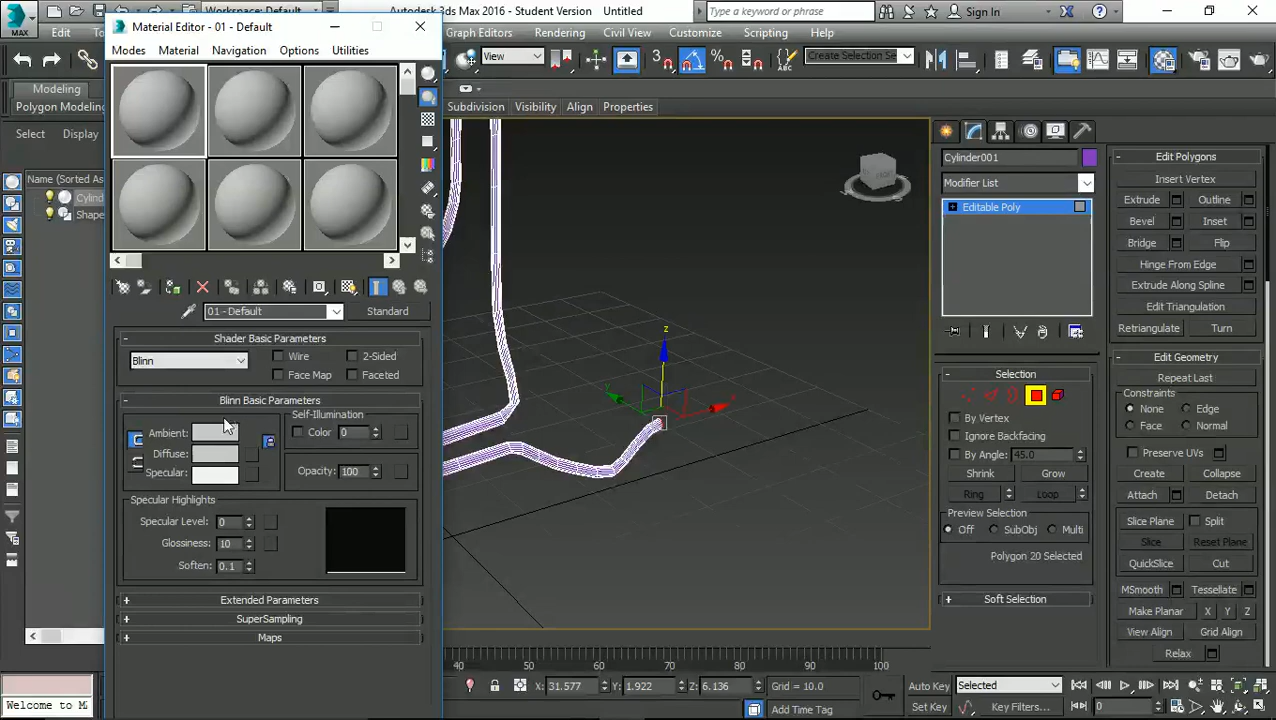 Material Editor - 01 - Default
Workspace: Default
Autodesk 3ds Max 2016 - Student Version
Untitled
Type a keyword or phrase
Sign In
MAX
Modes
Material
Navigation
Options
Utilities
Graph Editors
Rendering
Civil View
Customize
Scripting
Help
View
Create Selection Se
Modeling
Polygon Modeling
Subdivision
Visibility
Align
Properties
Select
Display
Name (Sorted As
Cylind
Shape
01 - Default
Standard
Shader Basic Parameters
Blinn
Wire
2-Sided
Face Map
Faceted
Blinn Basic Parameters
Self-Illumination
Ambient:
Diffuse:
Specular:
Color
0
Opacity:
100
Specular Highlights
Specular Level:
0
Glossiness:
10
Soften:
0.1
Extended Parameters
SuperSampling
Maps
Cylinder001
Modifier List
Editable Poly
Selection
By Vertex
Ignore Backfacing
By Angle:
45.0
Shrink
Grow
Ring
Loop
Preview Selection
Off
SubObj
Multi
Polygon 20 Selected
Soft Selection
Edit Polygons
Insert Vertex
Extrude
Outline
Bevel
Inset
Bridge
Flip
Hinge From Edge
Extrude Along Spline
Edit Triangulation
Retriangulate
Turn
Edit Geometry
Repeat Last
Constraints
None
Edge
Face
Normal
Preserve UVs
Create
Collapse
Attach
Detach
Slice Plane
Split
Slice
Reset Plane
QuickSlice
Cut
MSmooth
Tessellate
Make Planar
X
Y
Z
View Align
Grid Align
Relax
z
x
40
50
60
70
80
90
100
X:
31.577
Y:
1.922
Z:
6.136
Grid = 10.0
Add Time Tag
Auto Key
Selected
Set Key
Key Filters...
0
Welcome to M